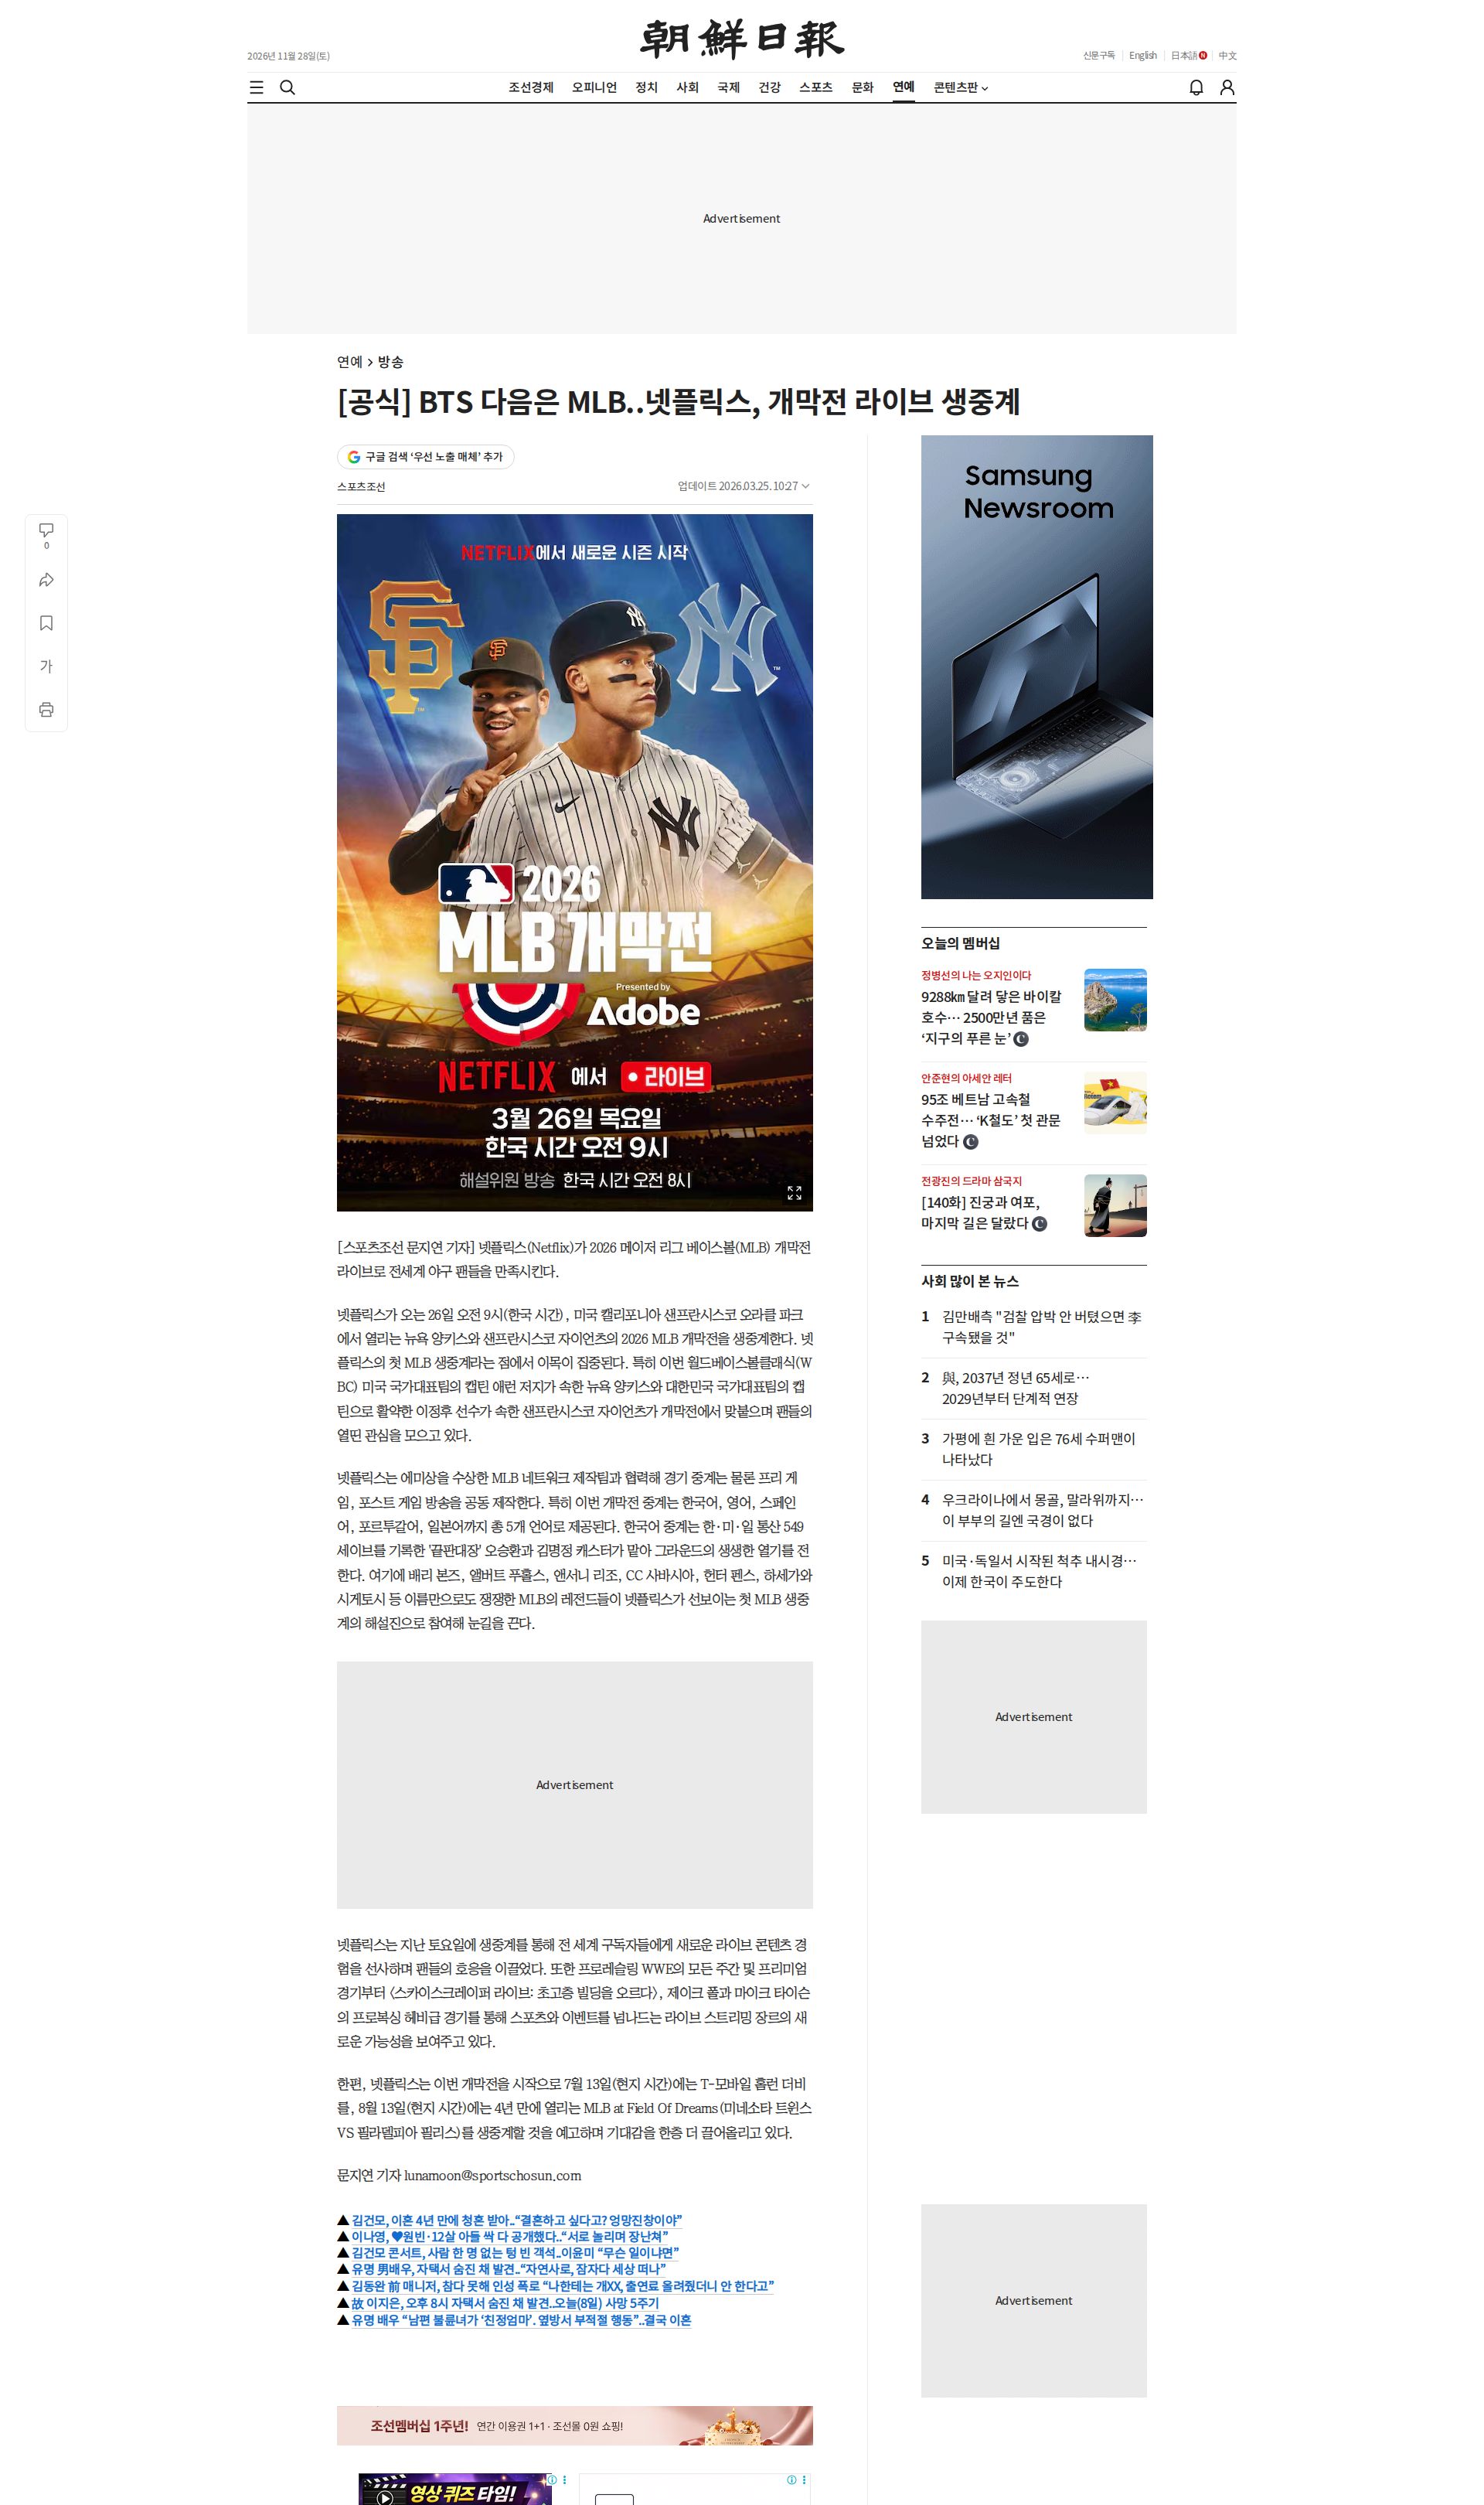 朝鮮日報
2026년 11월 28일(토)
신문구독 English 日本語 N 中文
조선경제 오피니언 정치 사회 국제 건강 스포츠 문화 연예 콘텐츠판
Advertisement
연예 > 방송
[공식] BTS 다음은 MLB..넷플릭스, 개막전 라이브 생중계
구글 검색 ‘우선 노출 매체’ 추가
스포츠조선
업데이트 2026.03.25. 10:27
0
가
NETFLIX에서 새로운 시즌 시작
SF
NY
TM
2026
MLB 개막전
Presented by
Adobe
NETFLIX 에서 • 라이브
3월 26일 목요일
한국 시간 오전 9시
해설위원 방송 한국 시간 오전 8시
[스포츠조선 문지연 기자] 넷플릭스(Netflix)가 2026 메이저 리그 베이스볼(MLB) 개막전
라이브로 전세계 야구 팬들을 만족시킨다.
넷플릭스가 오는 26일 오전 9시(한국 시간), 미국 캘리포니아 샌프란시스코 오라클 파크
에서 열리는 뉴욕 양키스와 샌프란시스코 자이언츠의 2026 MLB 개막전을 생중계한다. 넷
플릭스의 첫 MLB 생중계라는 점에서 이목이 집중된다. 특히 이번 월드베이스볼클래식(W
BC) 미국 국가대표팀의 캡틴 애런 저지가 속한 뉴욕 양키스와 대한민국 국가대표팀의 캡
틴으로 활약한 이정후 선수가 속한 샌프란시스코 자이언츠가 개막전에서 맞붙으며 팬들의
열띤 관심을 모으고 있다.
넷플릭스는 에미상을 수상한 MLB 네트워크 제작팀과 협력해 경기 중계는 물론 프리 게
임, 포스트 게임 방송을 공동 제작한다. 특히 이번 개막전 중계는 한국어, 영어, 스페인
어, 포르투갈어, 일본어까지 총 5개 언어로 제공된다. 한국어 중계는 한·미·일 통산 549
세이브를 기록한 '끝판대장' 오승환과 김명정 캐스터가 맡아 그라운드의 생생한 열기를 전
한다. 여기에 배리 본즈, 앨버트 푸홀스, 앤서니 리조, CC 사바시아, 헌터 펜스, 하세가와
시게토시 등 이름만으로도 쟁쟁한 MLB의 레전드들이 넷플릭스가 선보이는 첫 MLB 생중
계의 해설진으로 참여해 눈길을 끈다.
Advertisement
넷플릭스는 지난 토요일에 생중계를 통해 전 세계 구독자들에게 새로운 라이브 콘텐츠 경
험을 선사하며 팬들의 호응을 이끌었다. 또한 프로레슬링 WWE의 모든 주간 및 프리미엄
경기부터 〈스카이스크레이퍼 라이브: 초고층 빌딩을 오르다〉, 제이크 폴과 마이크 타이슨
의 프로복싱 헤비급 경기를 통해 스포츠와 이벤트를 넘나드는 라이브 스트리밍 장르의 새
로운 가능성을 보여주고 있다.
한편, 넷플릭스는 이번 개막전을 시작으로 7월 13일(현지 시간)에는 T-모바일 홈런 더비
를, 8월 13일(현지 시간)에는 4년 만에 열리는 MLB at Field Of Dreams(미네소타 트윈스
VS 필라델피아 필리스)를 생중계할 것을 예고하며 기대감을 한층 더 끌어올리고 있다.
문지연 기자 lunamoon@sportschosun.com
▲ 김건모, 이혼 4년 만에 청혼 받아..“결혼하고 싶다고? 엉망진창이야”
▲ 이나영, ♥원빈·12살 아들 싹 다 공개했다..“서로 놀리며 장난쳐”
▲ 김건모 콘서트, 사람 한 명 없는 텅 빈 객석..이윤미 “무슨 일이냐면”
▲ 유명 男배우, 자택서 숨진 채 발견..“자연사로, 잠자다 세상 떠나”
▲ 김동완 前 매니저, 참다 못해 인성 폭로 “나한테는 개XX, 출연료 올려줬더니 안 한다고”
▲ 故 이지은, 오후 8시 자택서 숨진 채 발견..오늘(8일) 사망 5주기
▲ 유명 배우 “남편 불륜녀가 ‘친정엄마’. 옆방서 부적절 행동”..결국 이혼
조선멤버십 1주년! 연간 이용권 1+1 · 조선몰 0원 쇼핑!
영상 퀴즈 타임!
Samsung
Newsroom
오늘의 멤버십
정병선의 나는 오지인이다
9288㎞ 달려 닿은 바이칼
호수… 2500만년 품은
‘지구의 푸른 눈’
안준현의 아세안 레터
95조 베트남 고속철
수주전… ‘K철도’ 첫 관문
넘었다
전광진의 드라마 삼국지
[140화] 진궁과 여포,
마지막 길은 달랐다
사회 많이 본 뉴스
1 김만배측 "검찰 압박 안 버텼으면 李
구속됐을 것"
2 與, 2037년 정년 65세로…
2029년부터 단계적 연장
3 가평에 흰 가운 입은 76세 수퍼맨이
나타났다
4 우크라이나에서 몽골, 말라위까지…
이 부부의 길엔 국경이 없다
5 미국·독일서 시작된 척추 내시경…
이제 한국이 주도한다
Advertisement
Advertisement